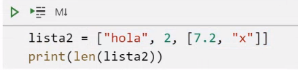 M↓
lista2 = ["hola", 2, [7.2, "x"]]
print(len(lista2))